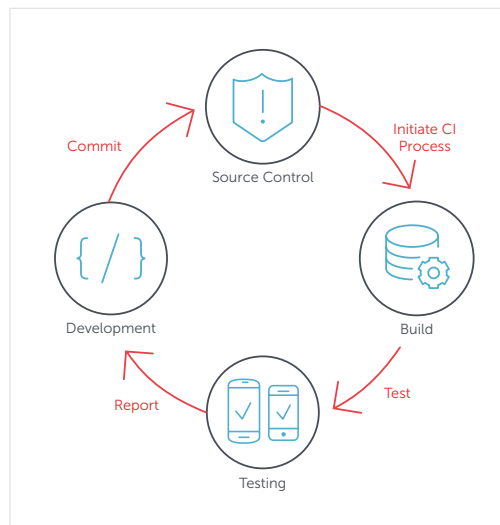 Commit
Initiate CI
Process
Source Control
{/}
Development
Build
Report
Test
Testing